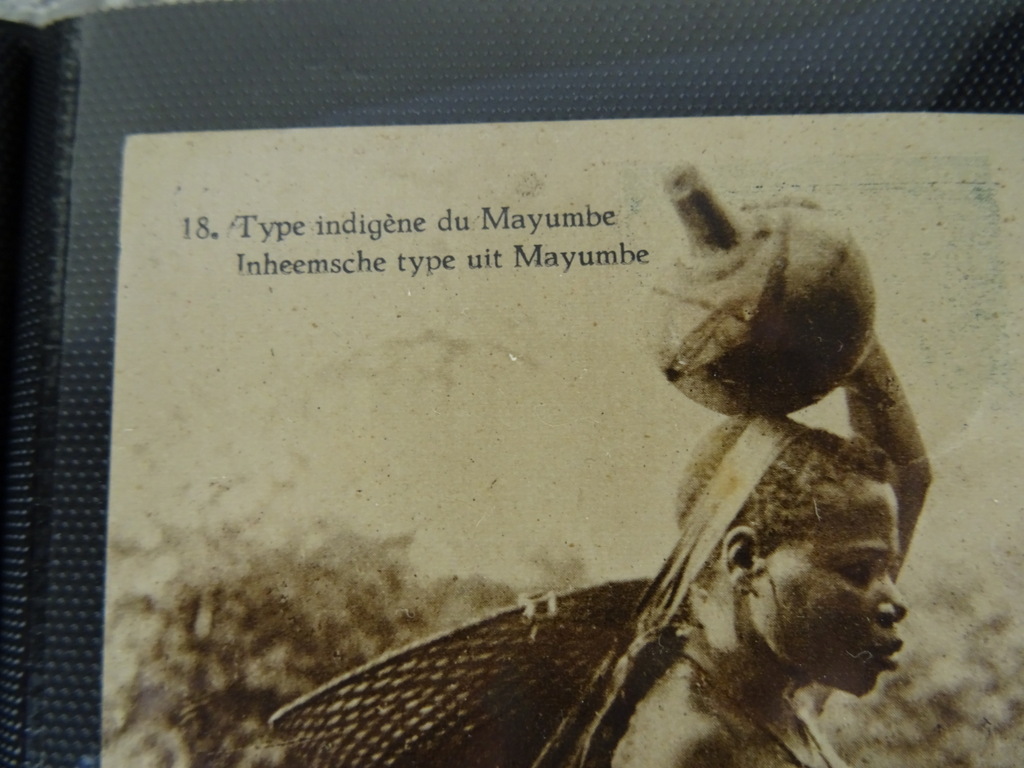 18. Type indigène du Mayumbe
Inheemsche type uit Mayumbe